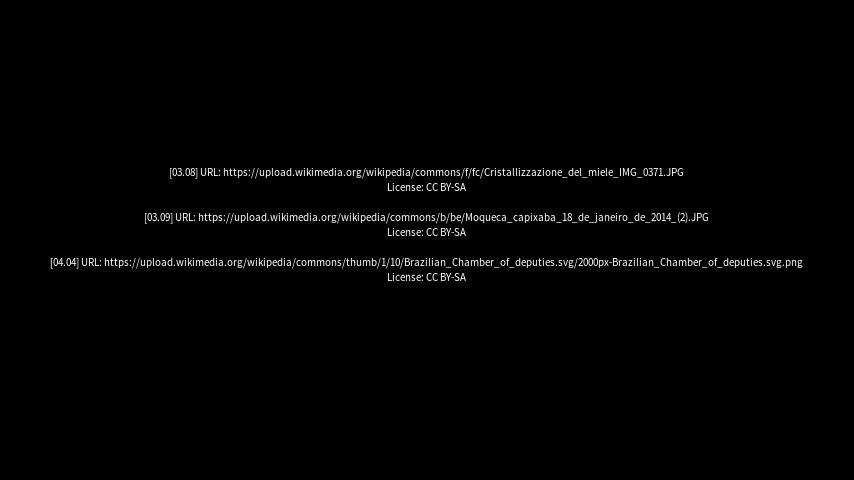 [03.08] URL: https://upload.wikimedia.org/wikipedia/commons/f/fc/Cristallizzazione_del_miele_IMG_0371.JPG
License: CC BY-SA
[03.09] URL: https://upload.wikimedia.org/wikipedia/commons/b/be/Moqueca_capixaba_18_de_janeiro_de_2014_(2).JPG
License: CC BY-SA
[04.04] URL: https://upload.wikimedia.org/wikipedia/commons/thumb/1/10/Brazilian_Chamber_of_deputies.svg/2000px-Brazilian_Chamber_of_deputies.svg.png
License: CC BY-SA